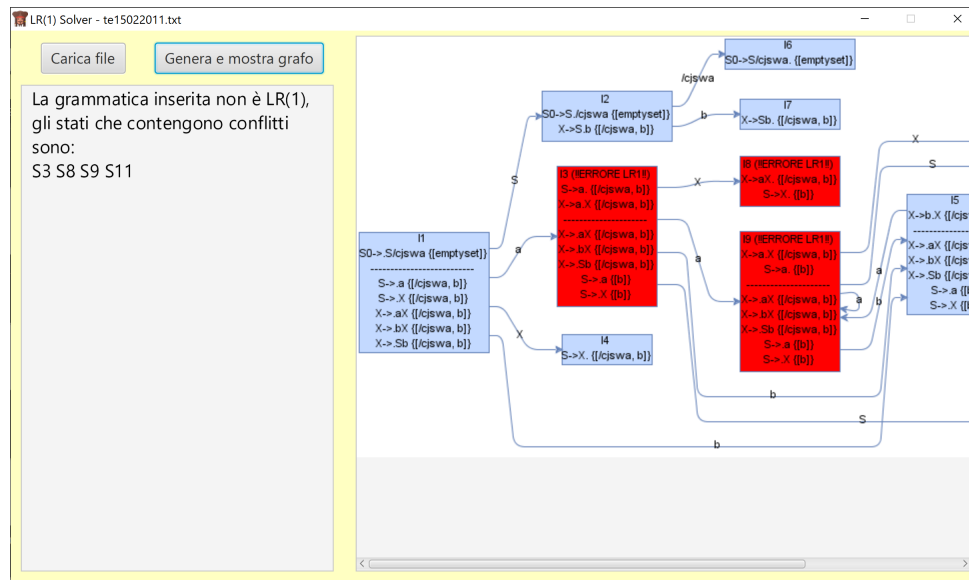 LR(1) Solver - te15022011.txt
Carica file
Genera e mostra grafo
La grammatica inserita non è LR(1),
gli stati che contengono conflitti
sono:
S3 S8 S9 S11
I1
S0->.S/cjswa {[emptyset]}
--------------------------
S->.a {[/cjswa, b]}
S->.X {[/cjswa, b]}
X->.aX {[/cjswa, b]}
X->.bX {[/cjswa, b]}
X->.Sb {[/cjswa, b]}
S
a
X
b
I2
S0->S./cjswa {[emptyset]}
X->S.b {[/cjswa, b]}
/cjswa
b
I3 (!!ERRORE LR1!!)
S->a. {[/cjswa, b]}
X->a.X {[/cjswa, b]}
---------------------
X->.aX {[/cjswa, b]}
X->.bX {[/cjswa, b]}
X->.Sb {[/cjswa, b]}
S->.a {[b]}
S->.X {[b]}
X
a
b
S
I4
S->X. {[/cjswa, b]}
I6
S0->S/cjswa. {[emptyset]}
I7
X->Sb. {[/cjswa, b]}
I8 (!!ERRORE LR1!!)
X->aX. {[/cjswa, b]}
S->X. {[b]}
I9 (!!ERRORE LR1!!)
X->a.X {[/cjswa, b]}
S->a. {[b]}
---------------------
X->.aX {[/cjswa, b]}
X->.bX {[/cjswa, b]}
X->.Sb {[/cjswa, b]}
S->.a {[b]}
S->.X {[b]}
X
S
a
a
b
I5
X->b.X {[/cjsw
--------------
X->.aX {[/cjsw
X->.bX {[/cjsw
X->.Sb {[/cjsw
S->.a {[b
S->.X {[b